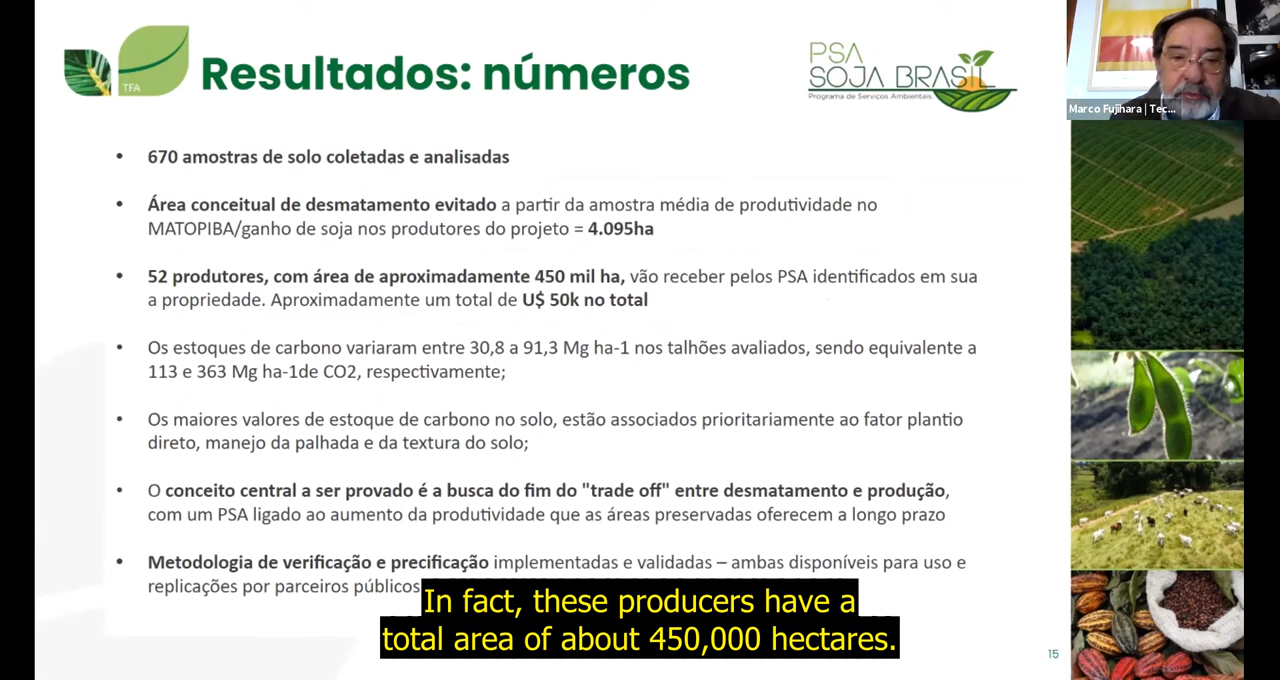 TFA
Resultados: números
PSA
SOJA BRASIL
Programa de Serviços Ambientais
Marco Fujihara | Tec...
• 670 amostras de solo coletadas e analisadas
• Área conceitual de desmatamento evitado a partir da amostra média de produtividade no
MATOPIBA/ganho de soja nos produtores do projeto = 4.095ha
• 52 produtores, com área de aproximadamente 450 mil ha, vão receber pelos PSA identificados em sua
a propriedade. Aproximadamente um total de U$ 50k no total
• Os estoques de carbono variaram entre 30,8 a 91,3 Mg ha-1 nos talhões avaliados, sendo equivalente a
113 e 363 Mg ha-1de CO2, respectivamente;
• Os maiores valores de estoque de carbono no solo, estão associados prioritariamente ao fator plantio
direto, manejo da palhada e da textura do solo;
• O conceito central a ser provado é a busca do fim do "trade off" entre desmatamento e produção,
com um PSA ligado ao aumento da produtividade que as áreas preservadas oferecem a longo prazo
• Metodologia de verificação e precificação implementadas e validadas – ambas disponíveis para uso e
replicações por parceiros públicos
In fact, these producers have a
total area of about 450,000 hectares.
15